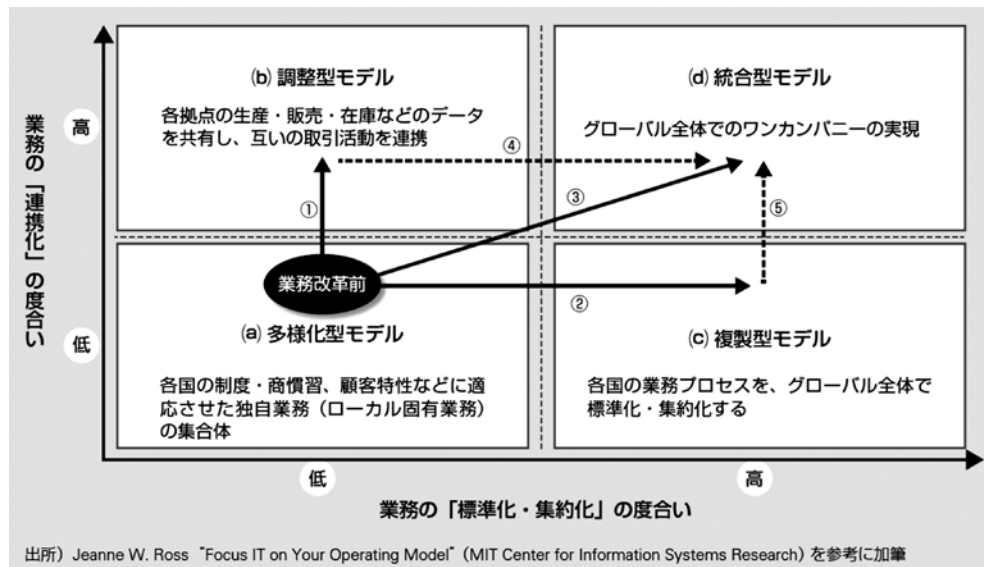 業務の「連携化」の度合い
高
低
(b) 調整型モデル
各拠点の生産・販売・在庫などのデータ
を共有し、互いの取引活動を連携
(d) 統合型モデル
グローバル全体でのワンカンパニーの実現
④
①
③
⑤
業務改革前
②
(a) 多様化型モデル
各国の制度・商慣習、顧客特性などに適
応させた独自業務（ローカル固有業務）
の集合体
(c) 複製型モデル
各国の業務プロセスを、グローバル全体で
標準化・集約化する
低
高
業務の「標準化・集約化」の度合い
出所）Jeanne W. Ross “Focus IT on Your Operating Model”（MIT Center for Information Systems Research）を参考に加筆